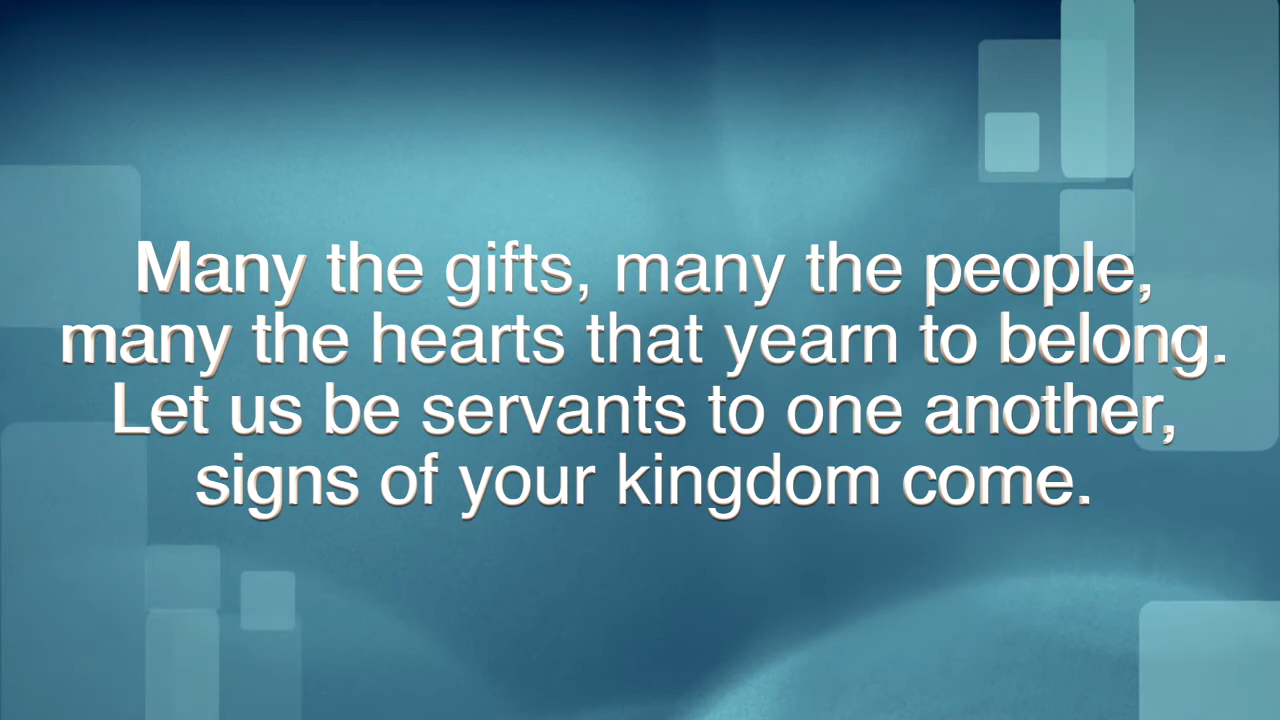 Many the gifts, many the people,
many the hearts that yearn to belong.
Let us be servants to one another,
signs of your kingdom come.